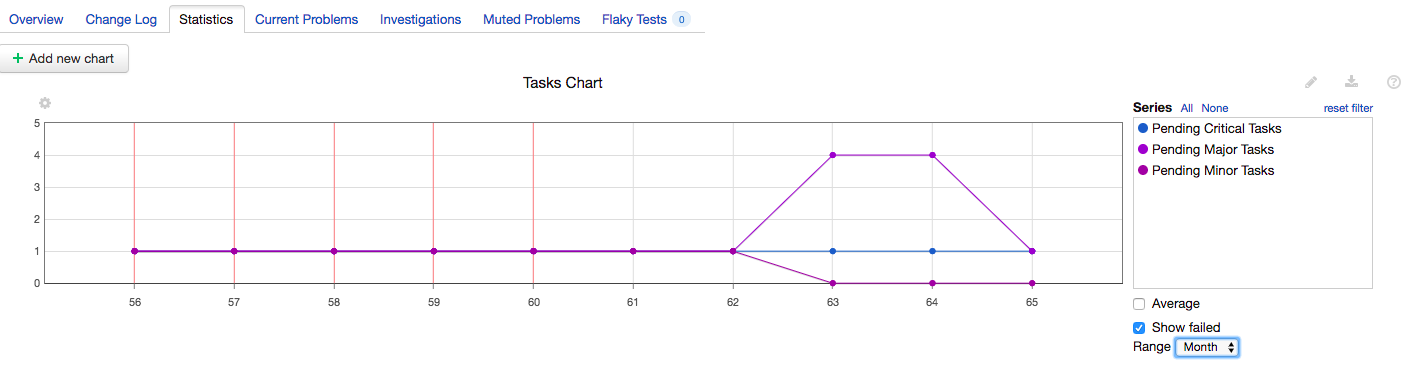 Overview Change Log Statistics Current Problems Investigations Muted Problems Flaky Tests 0
+ Add new chart
Tasks Chart
Series All None reset filter
Pending Critical Tasks
Pending Major Tasks
Pending Minor Tasks
5
4
3
2
1
0
56 57 58 59 60 61 62 63 64 65
Average
Show failed
Range Month